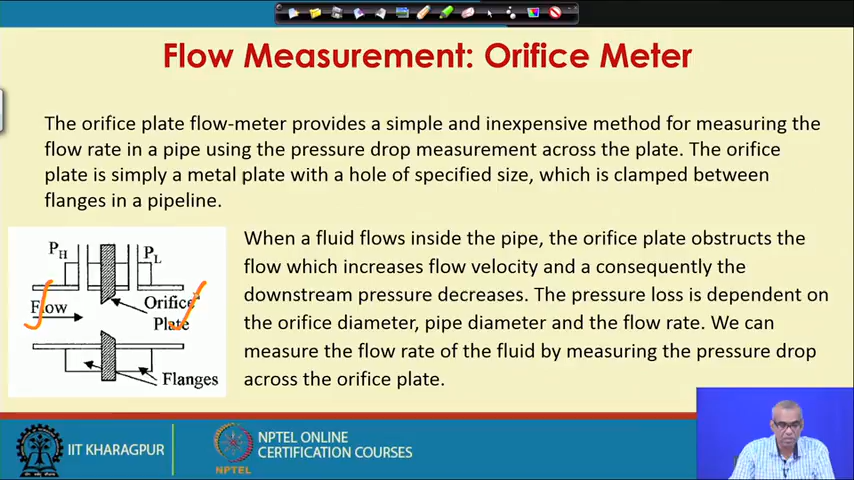 Flow Measurement: Orifice Meter
The orifice plate flow-meter provides a simple and inexpensive method for measuring the
flow rate in a pipe using the pressure drop measurement across the plate. The orifice
plate is simply a metal plate with a hole of specified size, which is clamped between
flanges in a pipeline.
PH
PL
Flow
Orifice
Plate
Flanges
When a fluid flows inside the pipe, the orifice plate obstructs the
flow which increases flow velocity and a consequently the
downstream pressure decreases. The pressure loss is dependent on
the orifice diameter, pipe diameter and the flow rate. We can
measure the flow rate of the fluid by measuring the pressure drop
across the orifice plate.
IIT KHARAGPUR
NPTEL
NPTEL ONLINE
CERTIFICATION COURSES